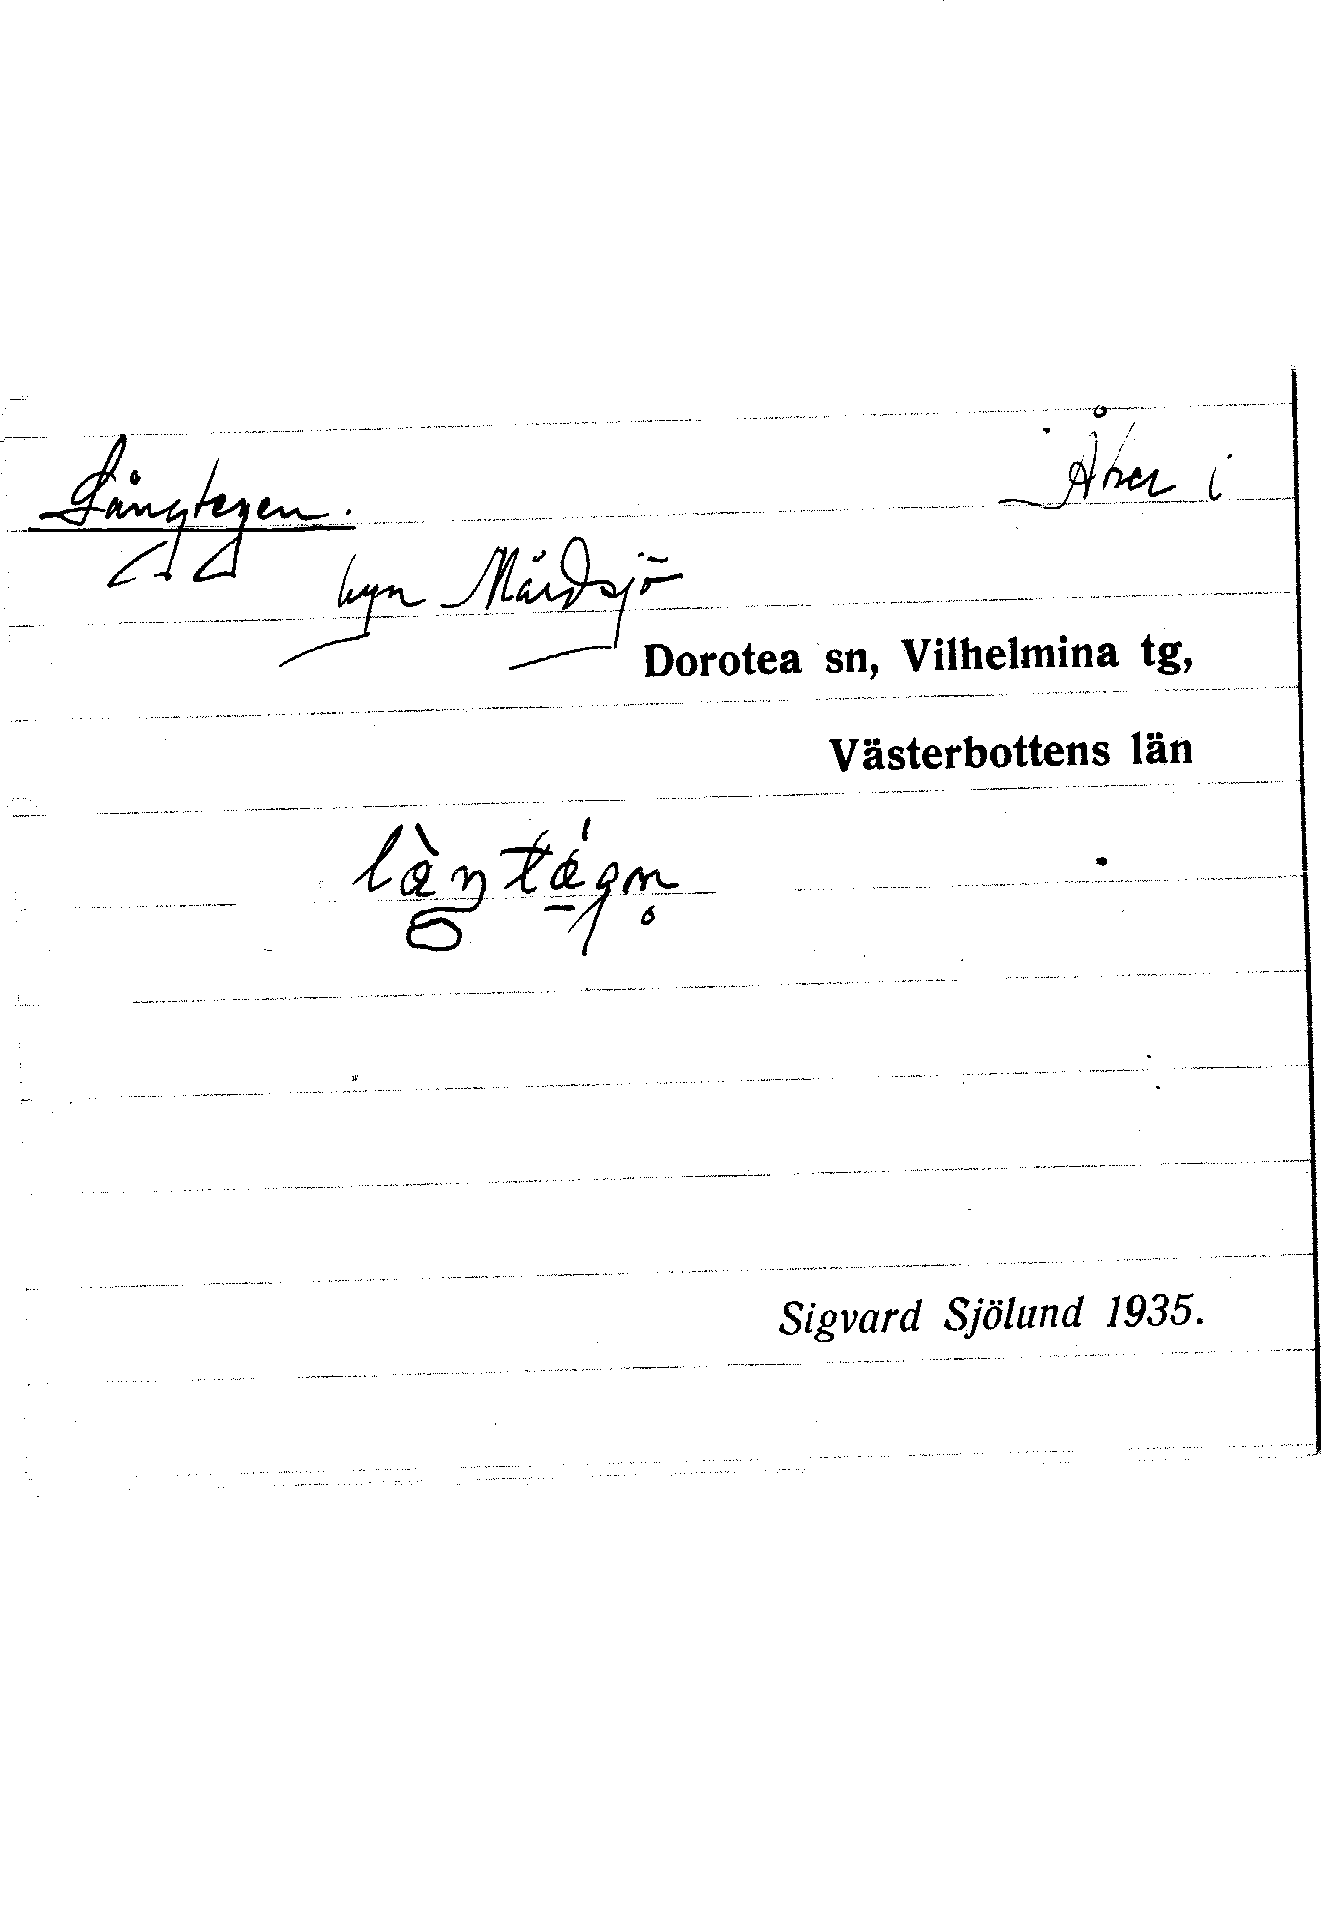 Långtegen. Åker i
byn Mårdsjö
Dorotea sn, Vilhelmina tg,
Västerbottens län
Sigvard Sjölund 1935.